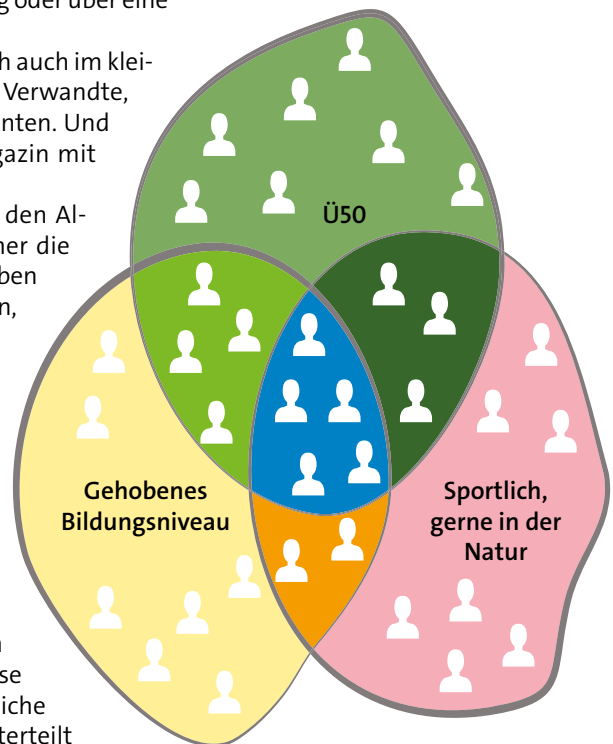 g oder über eine
h auch im klei-
Verwandte,
nten. Und
gazin mit
den Al-
ner die
ben
n,
Ü50
Gehobenes
Bildungsniveau
Sportlich,
gerne in der
Natur
se
iche
terteilt